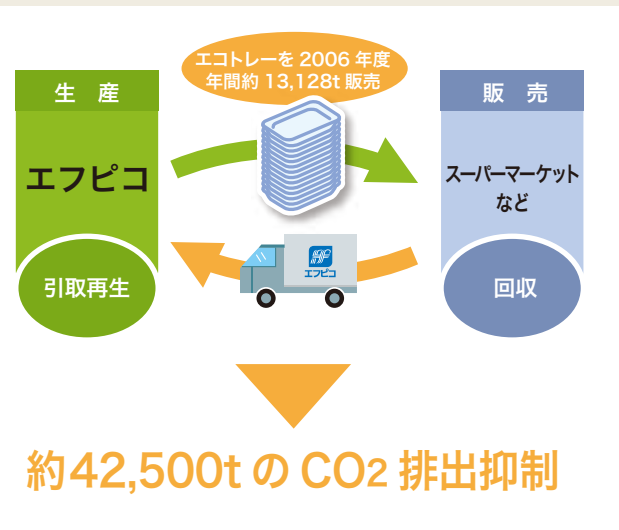 エコトレーを 2006 年度
年間約 13,128t 販売
生 産
販 売
エフピコ
スーパーマーケット
など
エフピコ
引取再生
回収
約42,500t の CO2 排出抑制